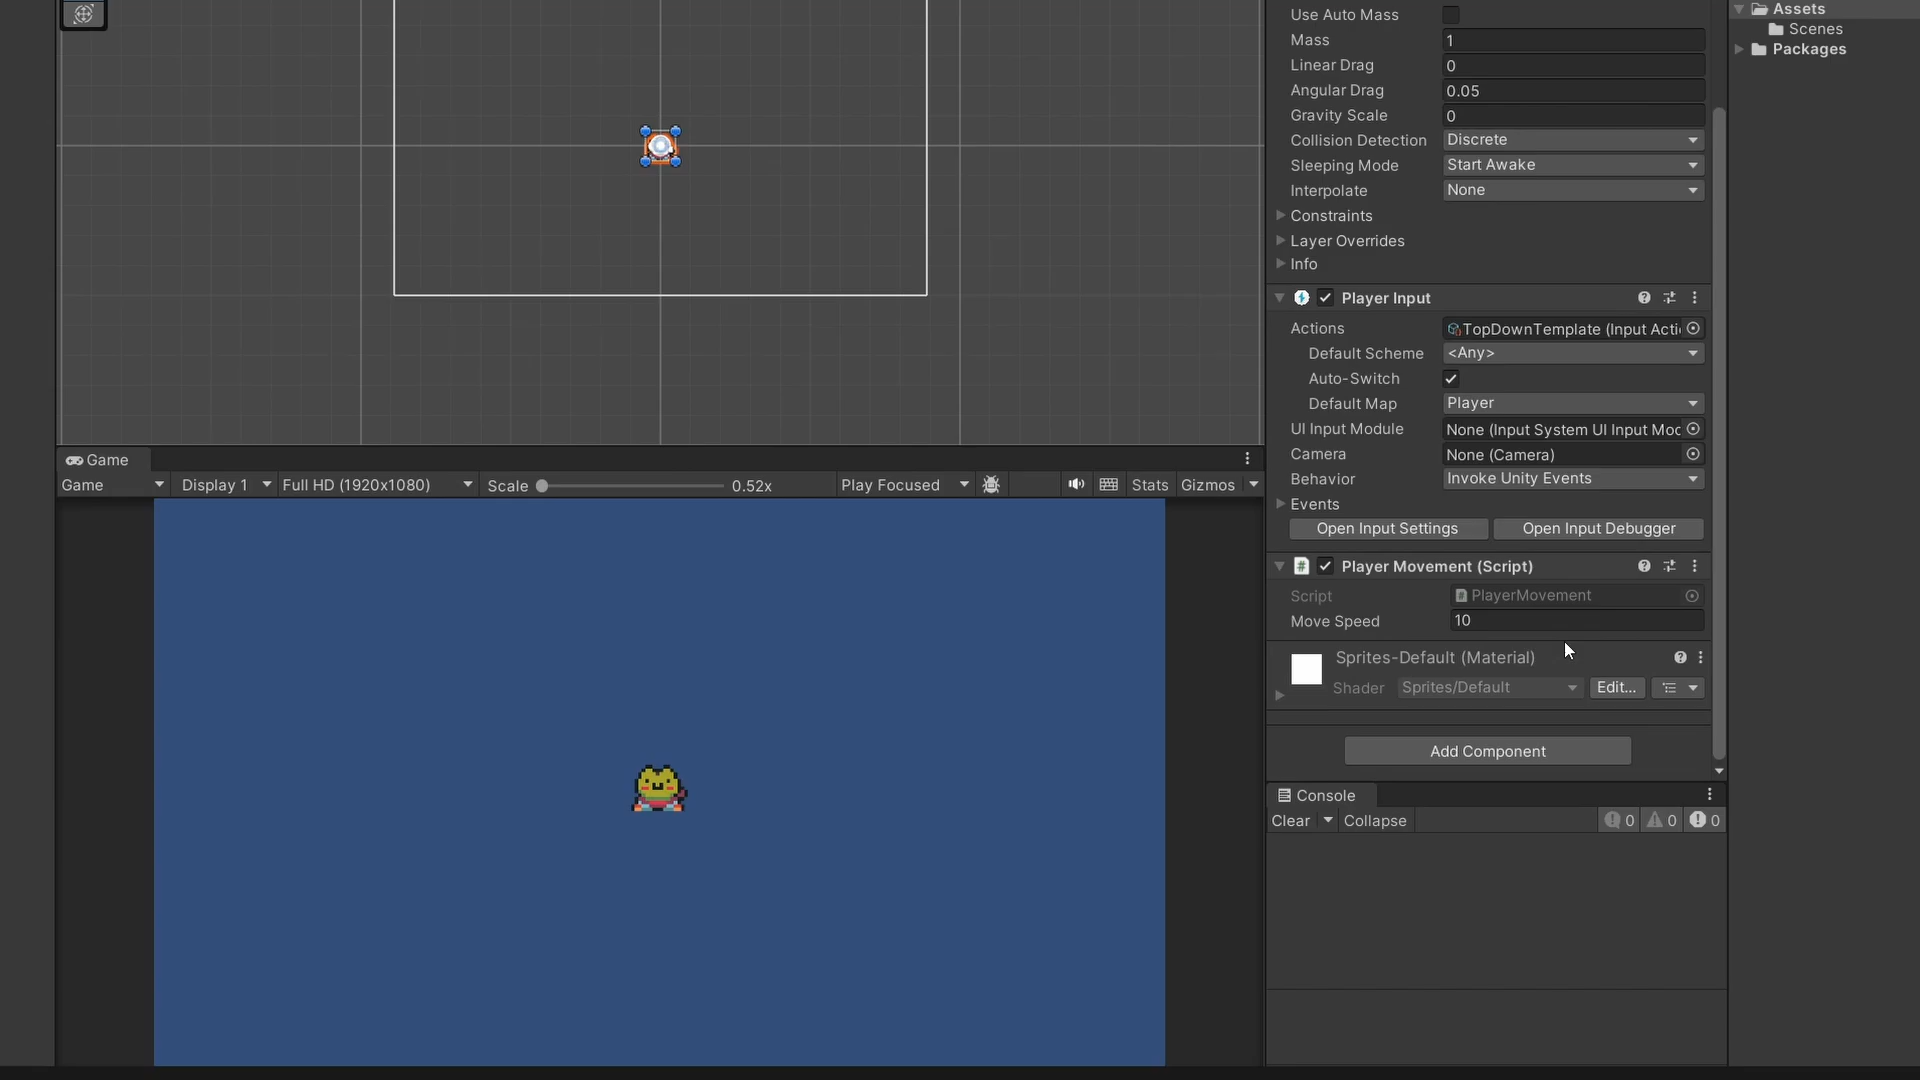 Use Auto Mass
Mass 1
Linear Drag 0
Angular Drag 0.05
Gravity Scale 0
Collision Detection Discrete
Sleeping Mode Start Awake
Interpolate None
Constraints
Layer Overrides
Info
Player Input
Actions TopDownTemplate (Input Acti
Default Scheme <Any>
Auto-Switch
Default Map Player
UI Input Module None (Input System UI Input Moc
Camera None (Camera)
Behavior Invoke Unity Events
Events
Open Input Settings Open Input Debugger
Player Movement (Script)
Script PlayerMovement
Move Speed 10
Sprites-Default (Material)
Shader Sprites/Default Edit...
Add Component
Console
Clear Collapse 0 0 0
Assets
Scenes
Packages
Game
Game Display 1 Full HD (1920x1080) Scale 0.52x Play Focused Stats Gizmos